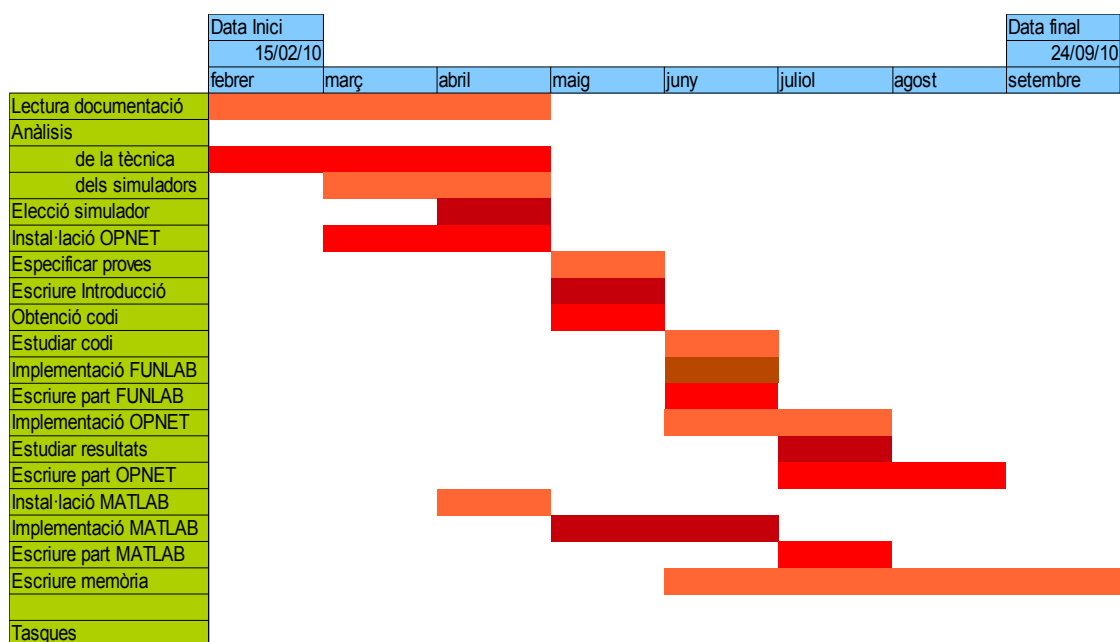 Data Inici
Data final
15/02/10
24/09/10
febrer març abril maig juny juliol agost setembre
Lectura documentació
Anàlisis
de la tècnica
dels simuladors
Elecció simulador
Instal·lació OPNET
Especificar proves
Escriure Introducció
Obtenció codi
Estudiar codi
Implementació FUNLAB
Escriure part FUNLAB
Implementació OPNET
Estudiar resultats
Escriure part OPNET
Instal·lació MATLAB
Implementació MATLAB
Escriure part MATLAB
Escriure memòria
Tasques